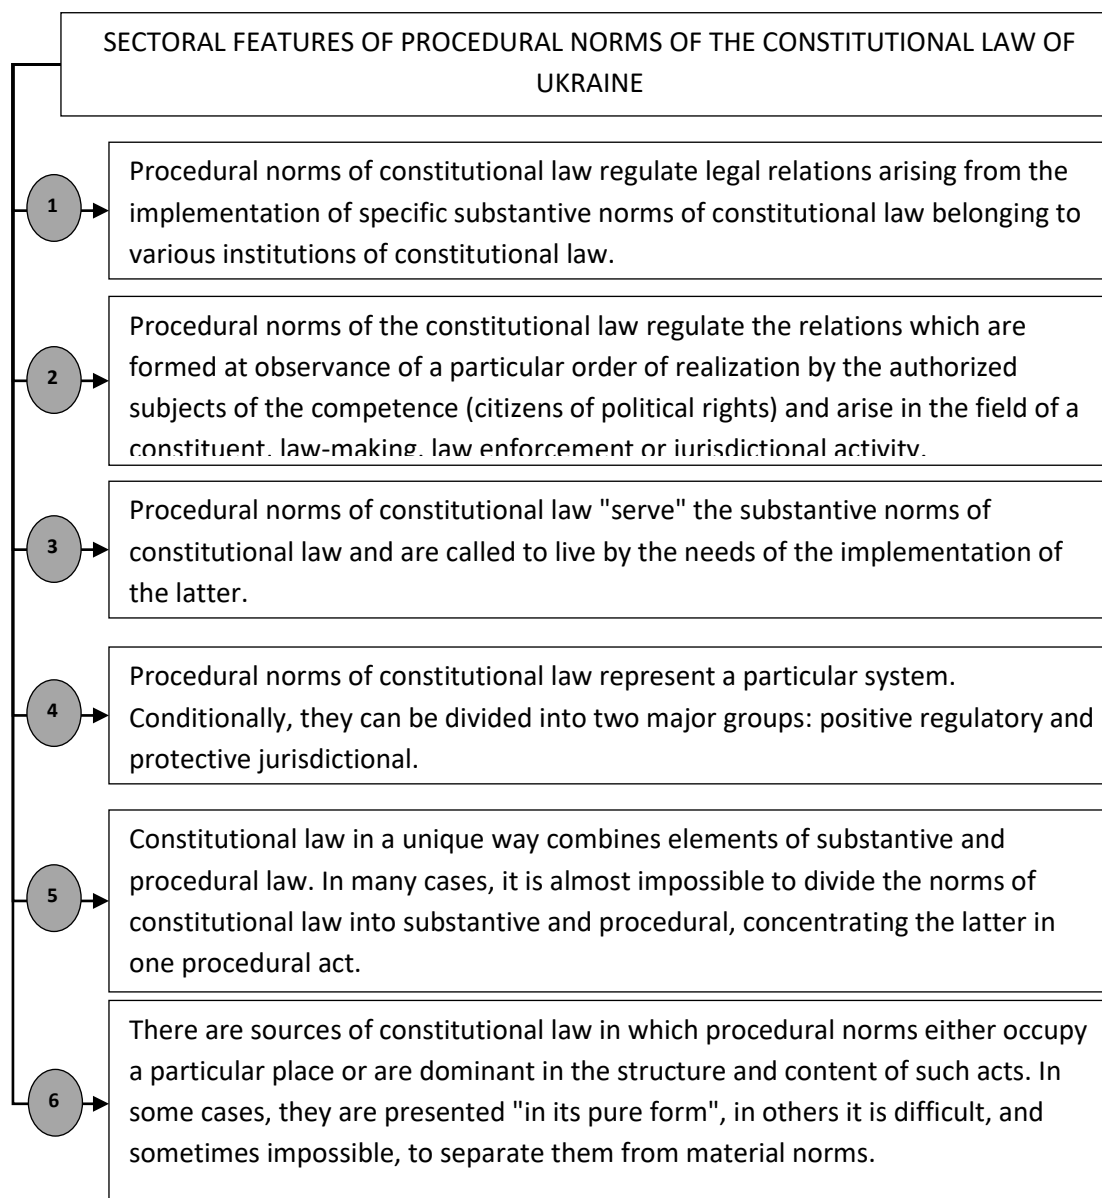 SECTORAL FEATURES OF PROCEDURAL NORMS OF THE CONSTITUTIONAL LAW OF
UKRAINE
1
Procedural norms of constitutional law regulate legal relations arising from the
implementation of specific substantive norms of constitutional law belonging to
various institutions of constitutional law.
2
Procedural norms of the constitutional law regulate the relations which are
formed at observance of a particular order of realization by the authorized
subjects of the competence (citizens of political rights) and arise in the field of a
constituent, law-making, law enforcement or jurisdictional activity.
3
Procedural norms of constitutional law "serve" the substantive norms of
constitutional law and are called to live by the needs of the implementation of
the latter.
4
Procedural norms of constitutional law represent a particular system.
Conditionally, they can be divided into two major groups: positive regulatory and
protective jurisdictional.
5
Constitutional law in a unique way combines elements of substantive and
procedural law. In many cases, it is almost impossible to divide the norms of
constitutional law into substantive and procedural, concentrating the latter in
one procedural act.
6
There are sources of constitutional law in which procedural norms either occupy
a particular place or are dominant in the structure and content of such acts. In
some cases, they are presented "in its pure form", in others it is difficult, and
sometimes impossible, to separate them from material norms.